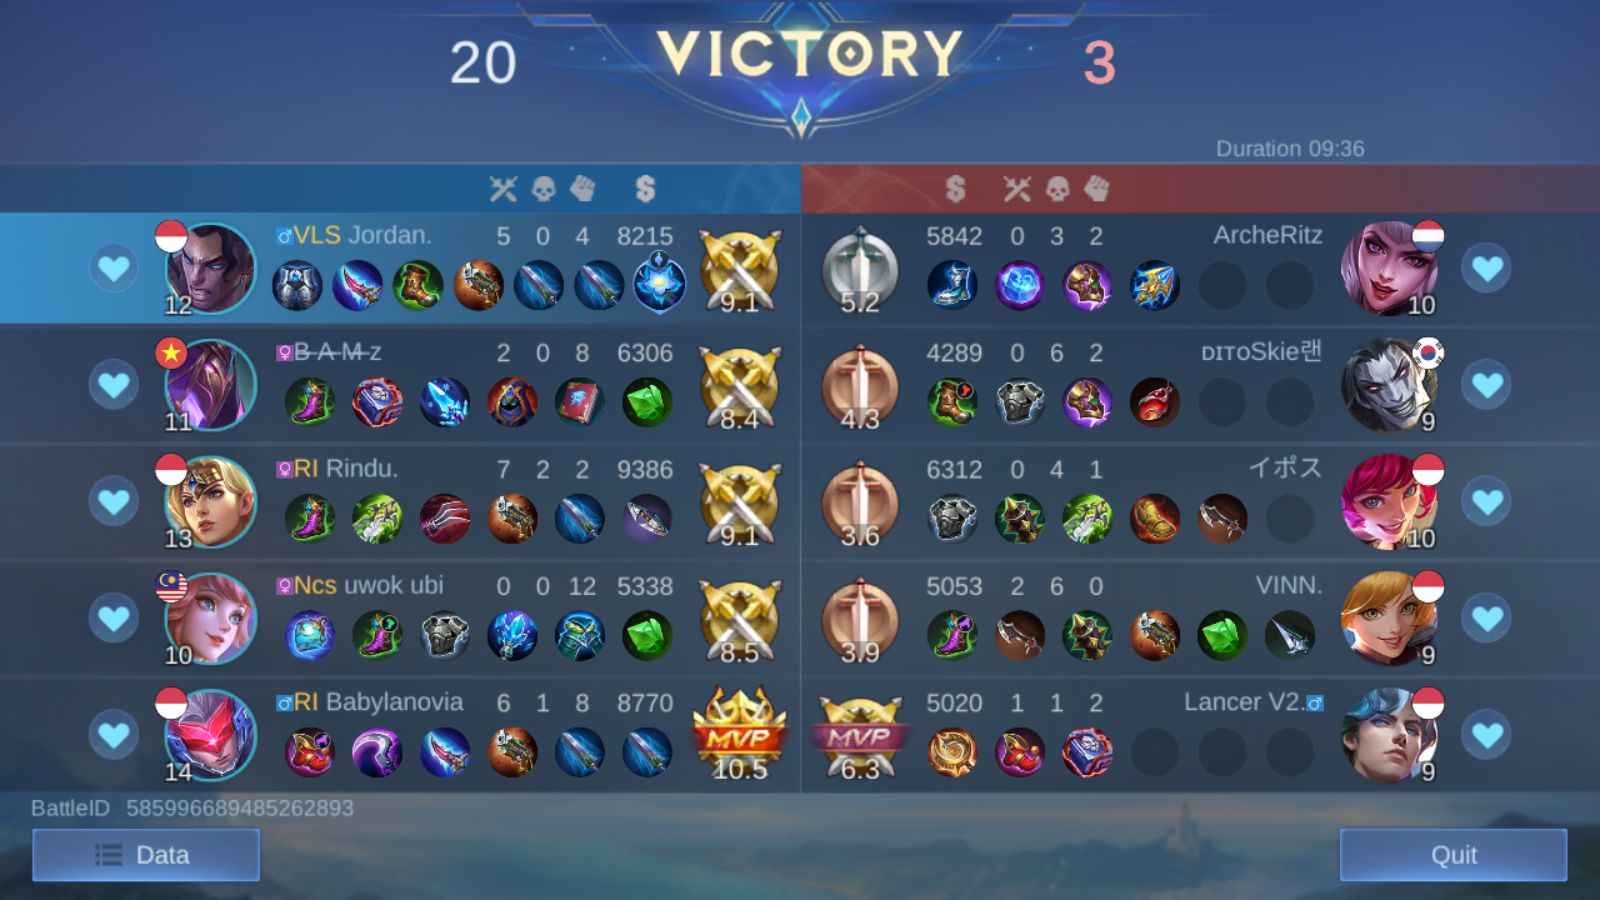 20 VICTORY 3
Duration 09:36
VLS Jordan. 5 0 4 8215
12 9.1
5842 0 3 2 ArcheRitz
5.2 10
B A M z 2 0 8 6306
11 8.4
4289 0 6 2 DITOSkie랜
4.3 9
RI Rindu. 7 2 2 9386
13 9.1
6312 0 4 1 イポス
3.6 10
Ncs uwok ubi 0 0 12 5338
10 8.5
5053 2 6 0 VINN.
3.9 9
RI Babylanovia 6 1 8 8770
14 MVP 10.5
5020 1 1 2 Lancer V2.
MVP 6.3 9
BattleID 585996689485262893
Data
Quit